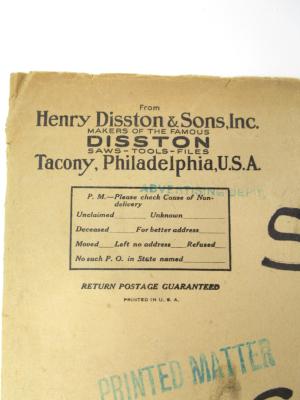 From
Henry Disston & Sons, Inc.
MAKERS OF THE FAMOUS
DISSTON
SAWS-TOOLS-FILES
Tacony, Philadelphia, U.S.A.
ADVERTISING DEPT.
P. M.—Please check Cause of Non-
delivery
Unclaimed Unknown
Deceased For better address
Moved Left no address Refused
No such P. O. in State named
RETURN POSTAGE GUARANTEED
PRINTED IN U. S. A.
PRINTED MATTER